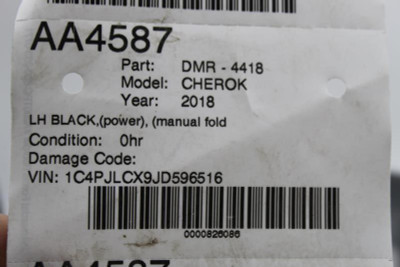 AA4587
Part: DMR - 4418
Model: CHEROK
Year: 2018
LH BLACK,(power), (manual fold
Condition: 0hr
Damage Code:
VIN: 1C4PJLCX9JD596516
0000826086
AA4587